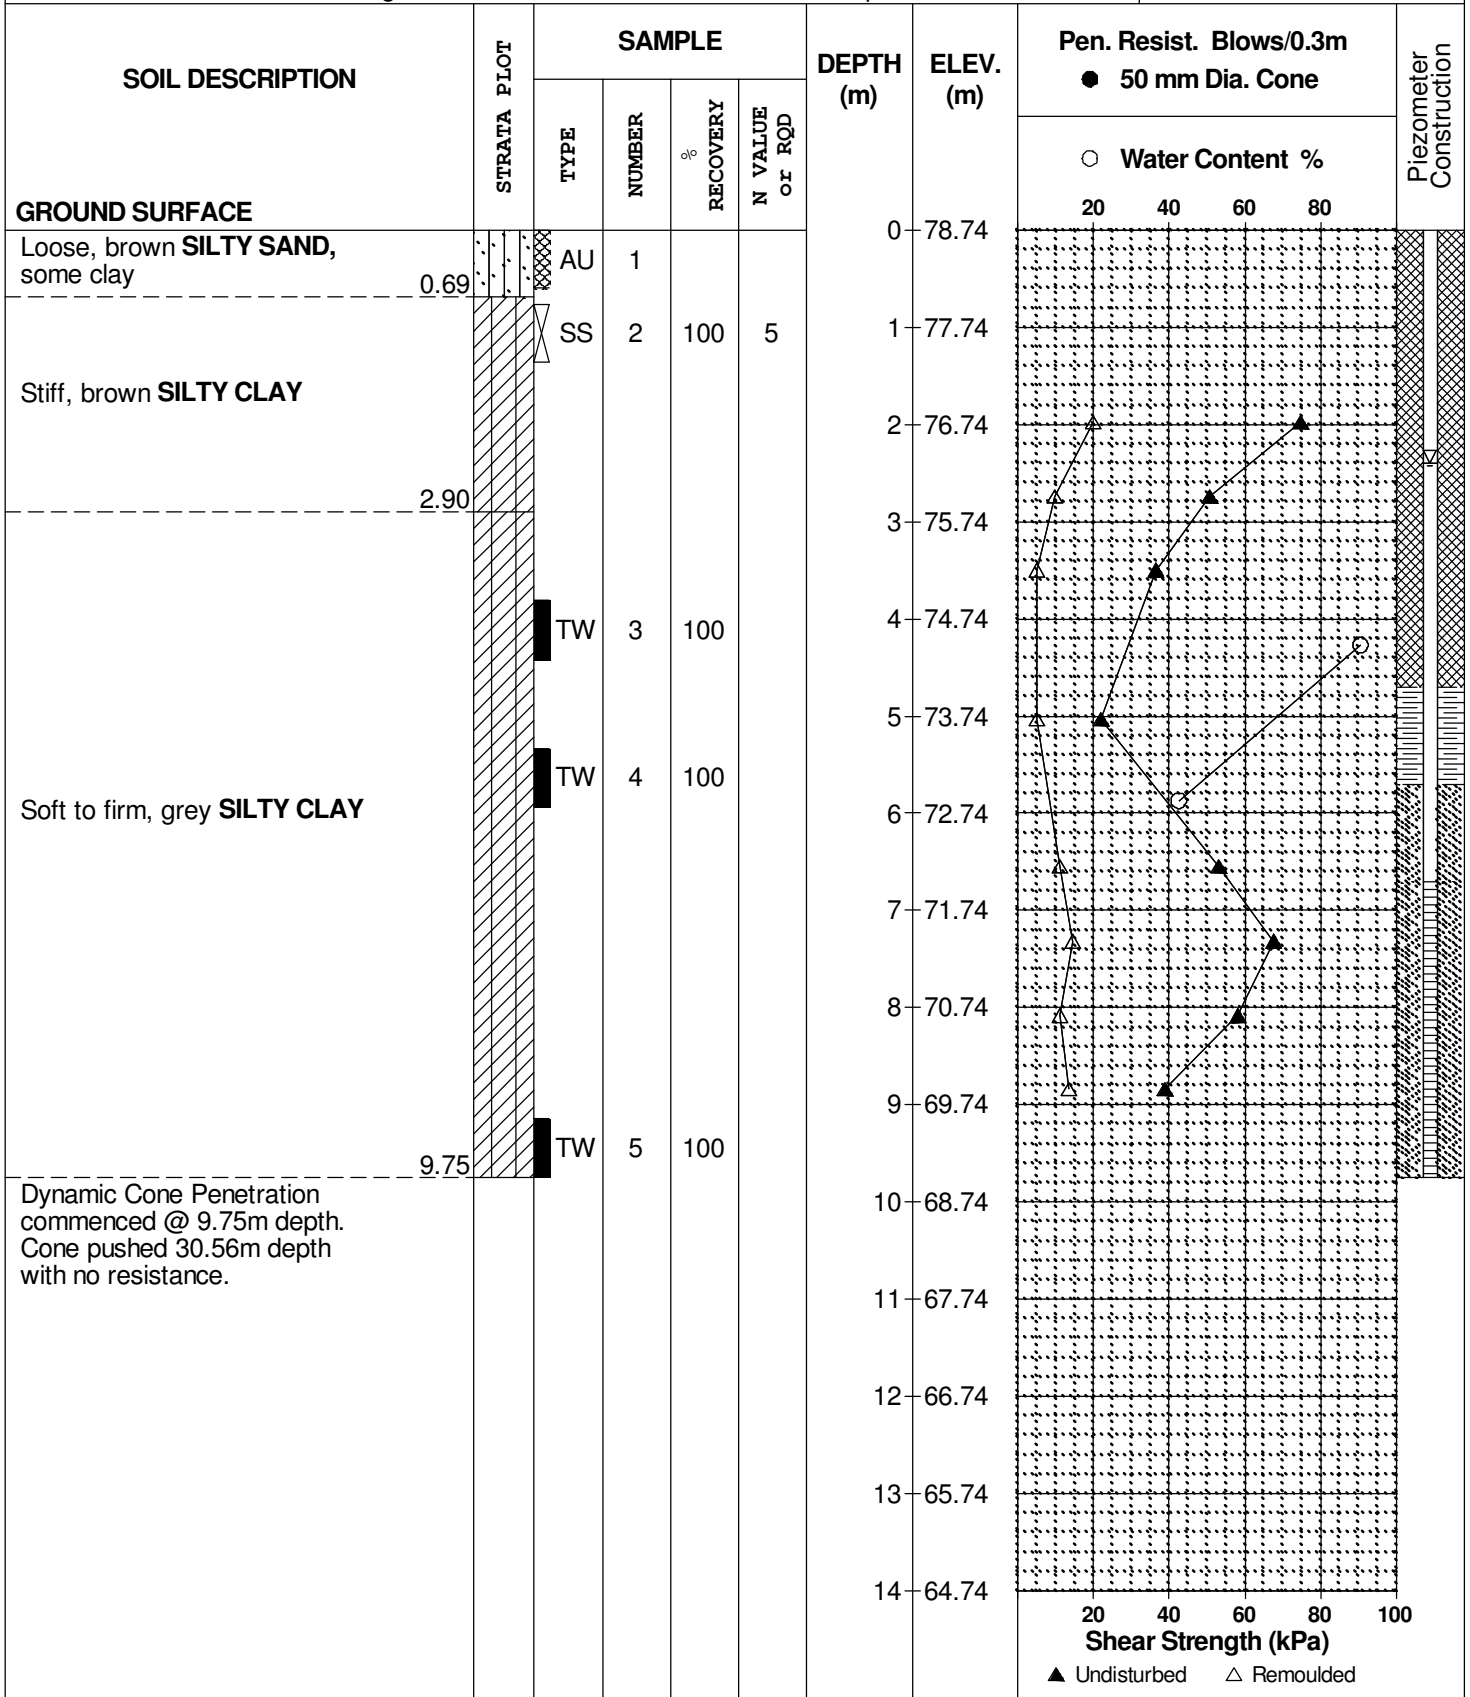 SOIL DESCRIPTION
GROUND SURFACE
STRATA PLOT
SAMPLE
TYPE
NUMBER
% RECOVERY
N VALUE or RQD
DEPTH (m)
ELEV. (m)
Pen. Resist. Blows/0.3m
● 50 mm Dia. Cone
○ Water Content %
20 40 60 80
Piezometer Construction
Loose, brown SILTY SAND,
some clay
0.69
AU 1
0 78.74
SS 2 100 5
1 77.74
Stiff, brown SILTY CLAY
2 76.74
2.90
3 75.74
TW 3 100
4 74.74
5 73.74
TW 4 100
Soft to firm, grey SILTY CLAY
6 72.74
7 71.74
8 70.74
9 69.74
TW 5 100
9.75
Dynamic Cone Penetration
commenced @ 9.75m depth.
Cone pushed 30.56m depth
with no resistance.
10 68.74
11 67.74
12 66.74
13 65.74
14 64.74
20 40 60 80 100
Shear Strength (kPa)
▲ Undisturbed △ Remoulded